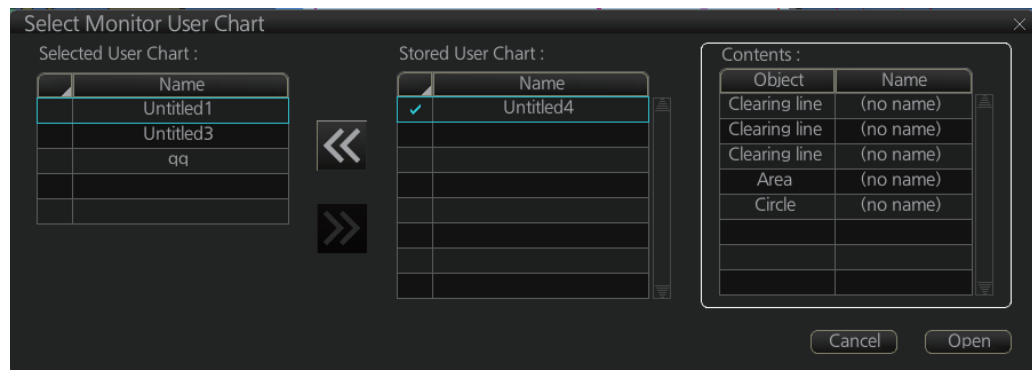 Select Monitor User Chart
Selected User Chart :
Name
Untitled1
Untitled3
qq
Stored User Chart :
Name
Untitled4
Contents :
Object Name
Clearing line (no name)
Clearing line (no name)
Clearing line (no name)
Area (no name)
Circle (no name)
Cancel Open